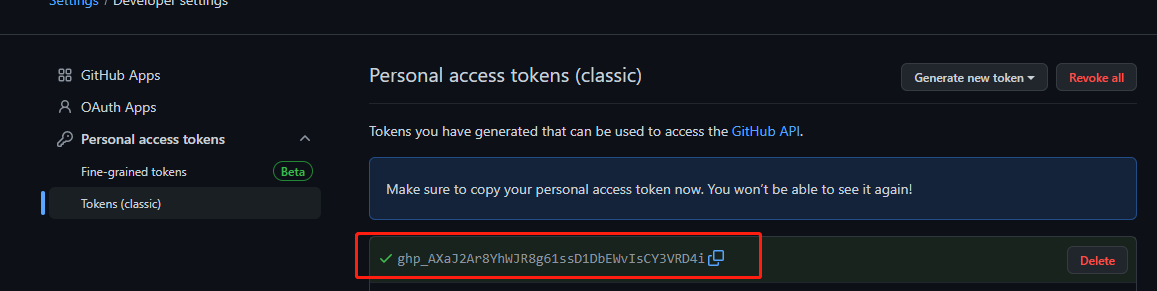 Settings / Developer settings
GitHub Apps
OAuth Apps
Personal access tokens
Fine-grained tokens Beta
Tokens (classic)
Personal access tokens (classic) Generate new token Revoke all
Tokens you have generated that can be used to access the GitHub API.
Make sure to copy your personal access token now. You won’t be able to see it again!
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 Delete